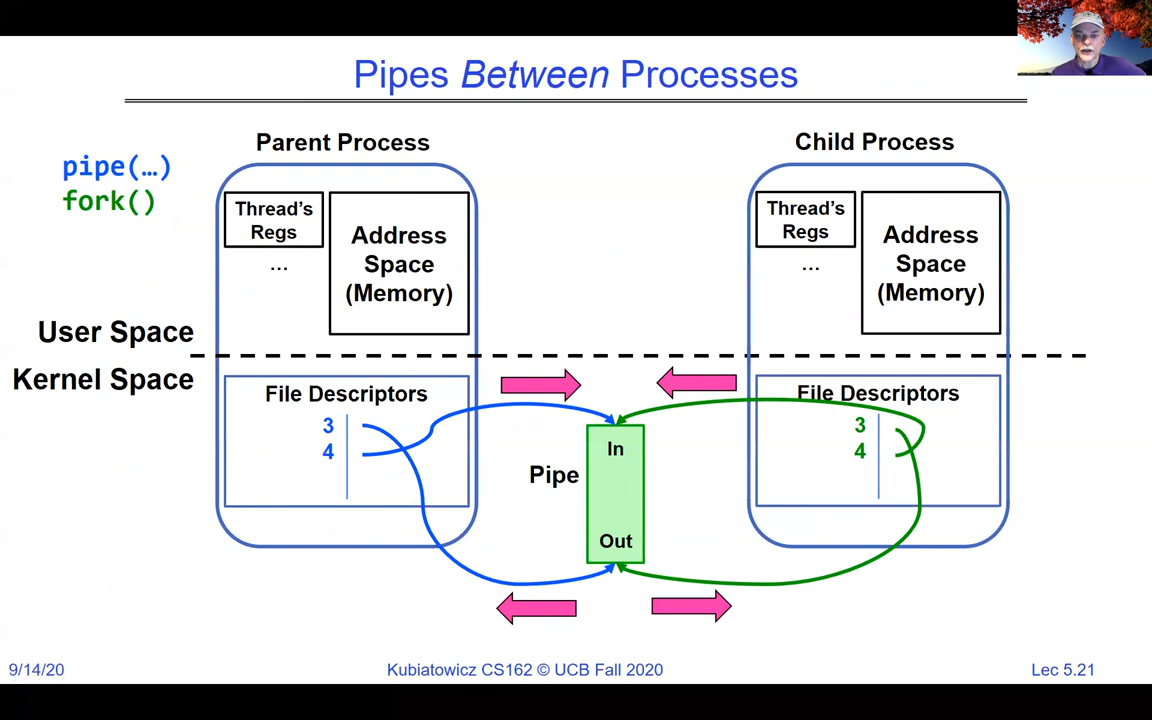 Pipes Between Processes
pipe(…)
fork()
Parent Process
Thread's
Regs
...
Address
Space
(Memory)
Child Process
Thread's
Regs
...
Address
Space
(Memory)
User Space
Kernel Space
File Descriptors
3
4
Pipe
In
Out
File Descriptors
3
4
9/14/20
Kubiatowicz CS162 © UCB Fall 2020
Lec 5.21